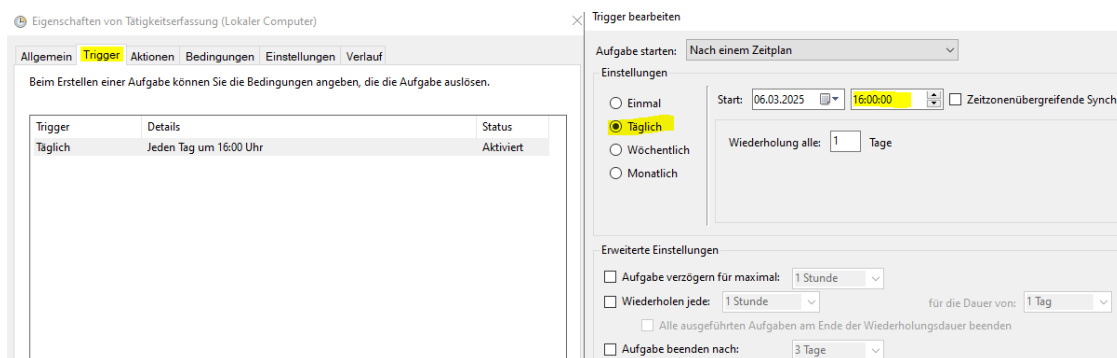 Eigenschaften von Tätigkeitserfassung (Lokaler Computer)
Allgemein Trigger Aktionen Bedingungen Einstellungen Verlauf
Beim Erstellen einer Aufgabe können Sie die Bedingungen angeben, die die Aufgabe auslösen.
Trigger Details Status
Täglich Jeden Tag um 16:00 Uhr Aktiviert
Trigger bearbeiten
Aufgabe starten: Nach einem Zeitplan
Einstellungen
Einmal
Täglich
Wöchentlich
Monatlich
Start: 06.03.2025 16:00:00 Zeitzonenübergreifende Synch
Wiederholung alle: 1 Tage
Erweiterte Einstellungen
Aufgabe verzögern für maximal: 1 Stunde
Wiederholen jede: 1 Stunde für die Dauer von: 1 Tag
Alle ausgeführten Aufgaben am Ende der Wiederholungsdauer beenden
Aufgabe beenden nach: 3 Tage